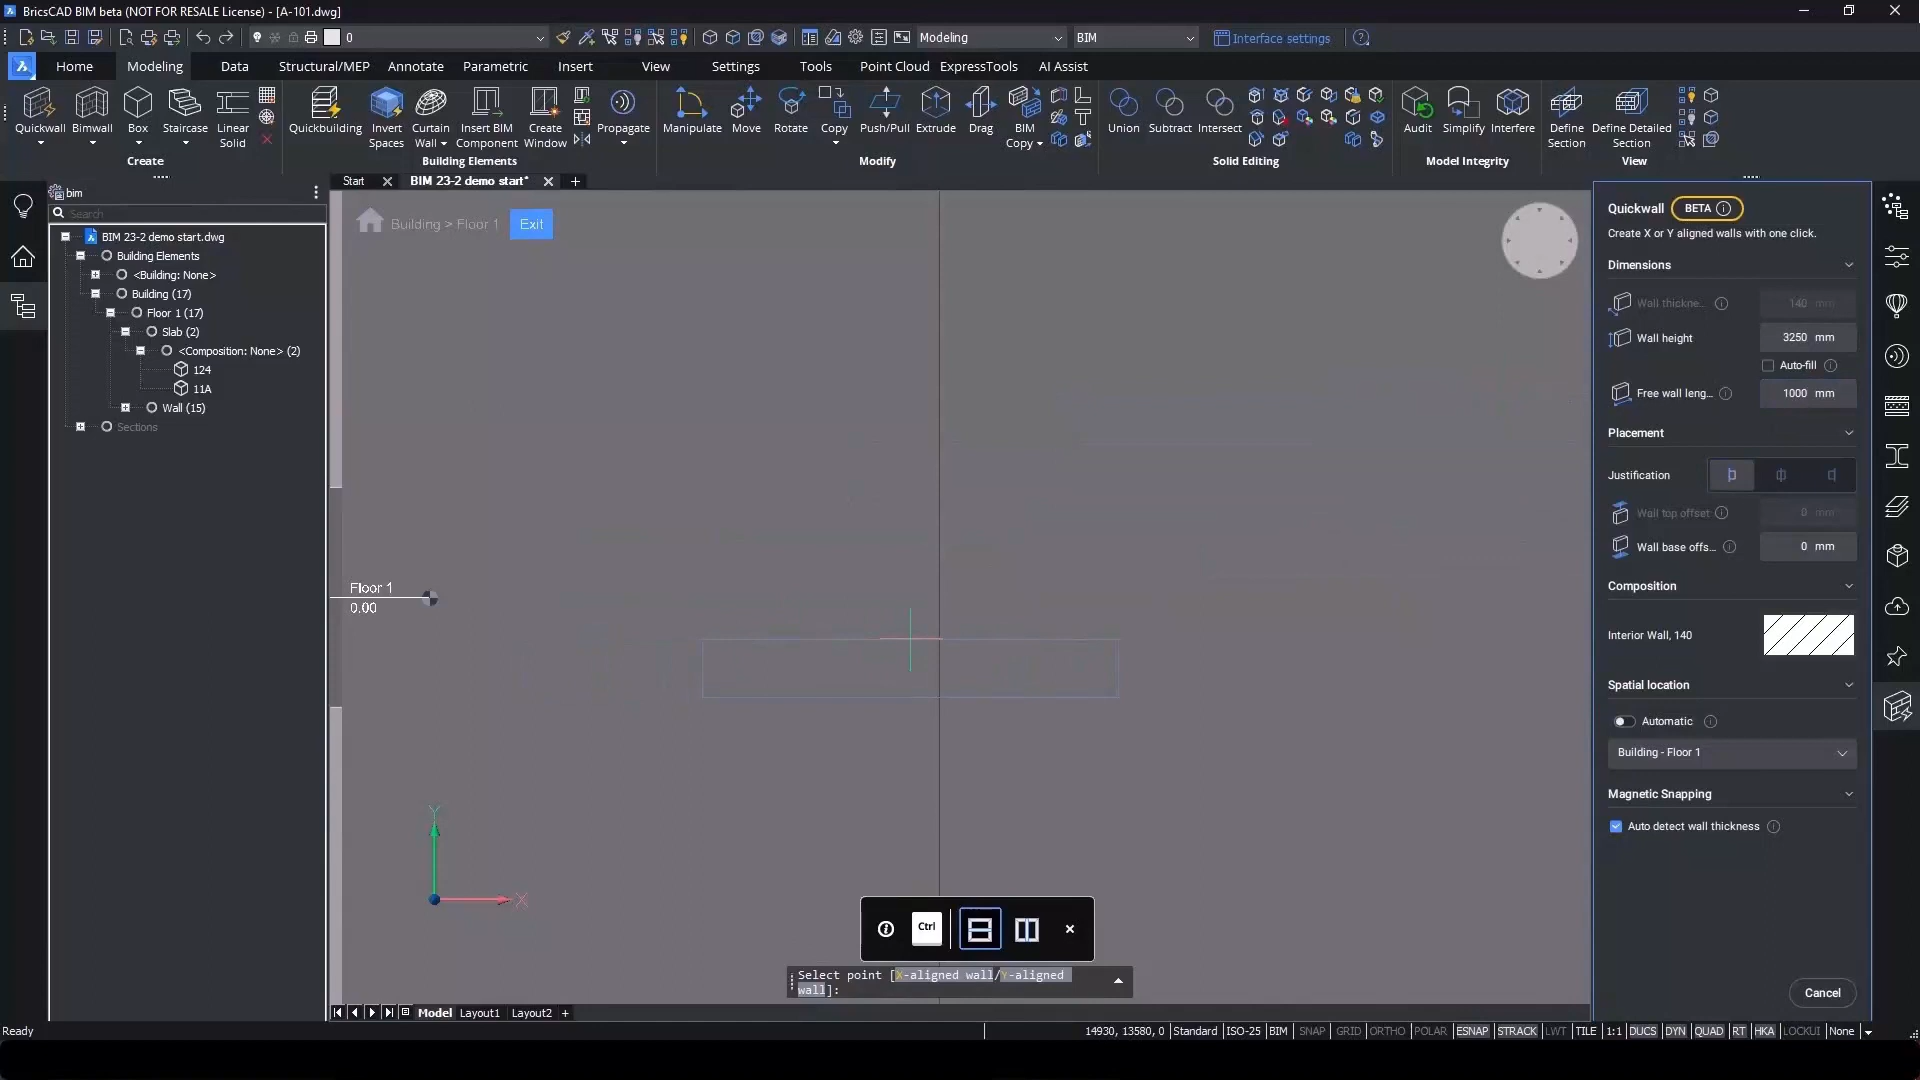 BricsCAD BIM beta (NOT FOR RESALE License) - [A-101.dwg]
0
Modeling
BIM
Interface settings
Home
Modeling
Data
Structural/MEP
Annotate
Parametric
Insert
View
Settings
Tools
Point Cloud
ExpressTools
AI Assist
Quickwall
Bimwall
Box
Staircase
Linear
Solid
Quickbuilding
Invert
Spaces
Curtain
Wall
Insert BIM
Component
Create
Window
Propagate
Manipulate
Move
Rotate
Copy
Push/Pull
Extrude
Drag
BIM
Copy
Union
Subtract
Intersect
Audit
Simplify
Interfere
Define
Section
Define Detailed
Section
Create
Building Elements
Modify
Solid Editing
Model Integrity
View
bim
Search
BIM 23-2 demo start.dwg
Building Elements
<Building: None>
Building (17)
Floor 1 (17)
Slab (2)
<Composition: None> (2)
124
11A
Wall (15)
Sections
Start
BIM 23-2 demo start*
Building > Floor 1
Exit
Floor 1
0.00
Y
X
Ctrl
Select point [X-aligned wall/Y-aligned
wall]:
Quickwall
BETA
Create X or Y aligned walls with one click.
Dimensions
Wall thickne...
140 mm
Wall height
3250 mm
Auto-fill
Free wall leng...
1000 mm
Placement
Justification
Wall top offset
0 mm
Wall base offs...
0 mm
Composition
Interior Wall, 140
Spatial location
Automatic
Building - Floor 1
Magnetic Snapping
Auto detect wall thickness
Cancel
Model
Layout1
Layout2
+
Ready
14930, 13580, 0
Standard
ISO-25
BIM
SNAP
GRID
ORTHO
POLAR
ESNAP
STRACK
LWT
TILE
1:1
DUCS
DYN
QUAD
RT
HKA
LOCKUI
None